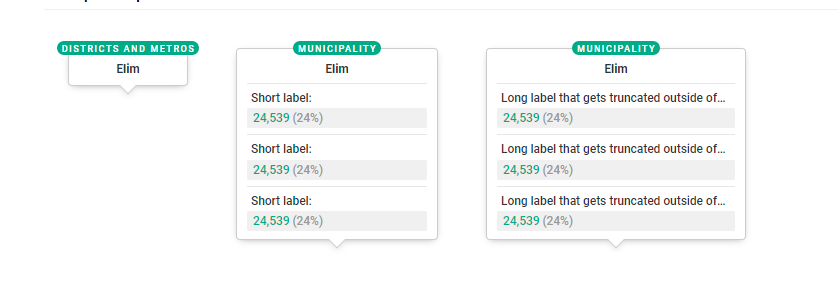 DISTRICTS AND METROS
Elim
MUNICIPALITY
Elim
Short label:
24,539 (24%)
Short label:
24,539 (24%)
Short label:
24,539 (24%)
MUNICIPALITY
Elim
Long label that gets truncated outside of...
24,539 (24%)
Long label that gets truncated outside of...
24,539 (24%)
Long label that gets truncated outside of...
24,539 (24%)